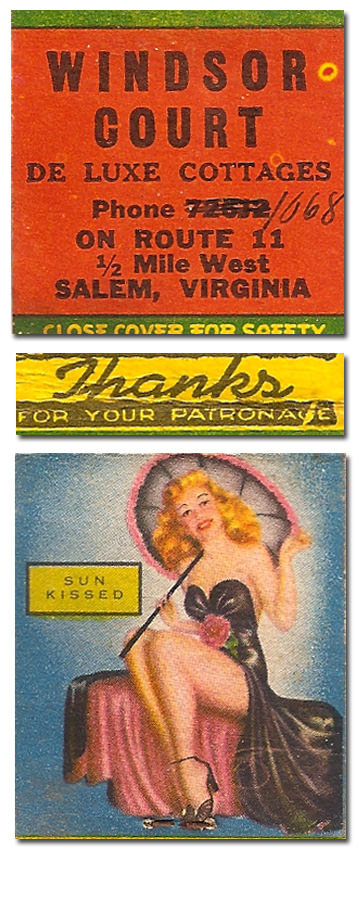 WINDSOR
COURT
DE LUXE COTTAGES
Phone 72632 1068
ON ROUTE 11
½ Mile West
SALEM, VIRGINIA
CLOSE COVER FOR SAFETY
Thanks
FOR YOUR PATRONAGE
SUN
KISSED